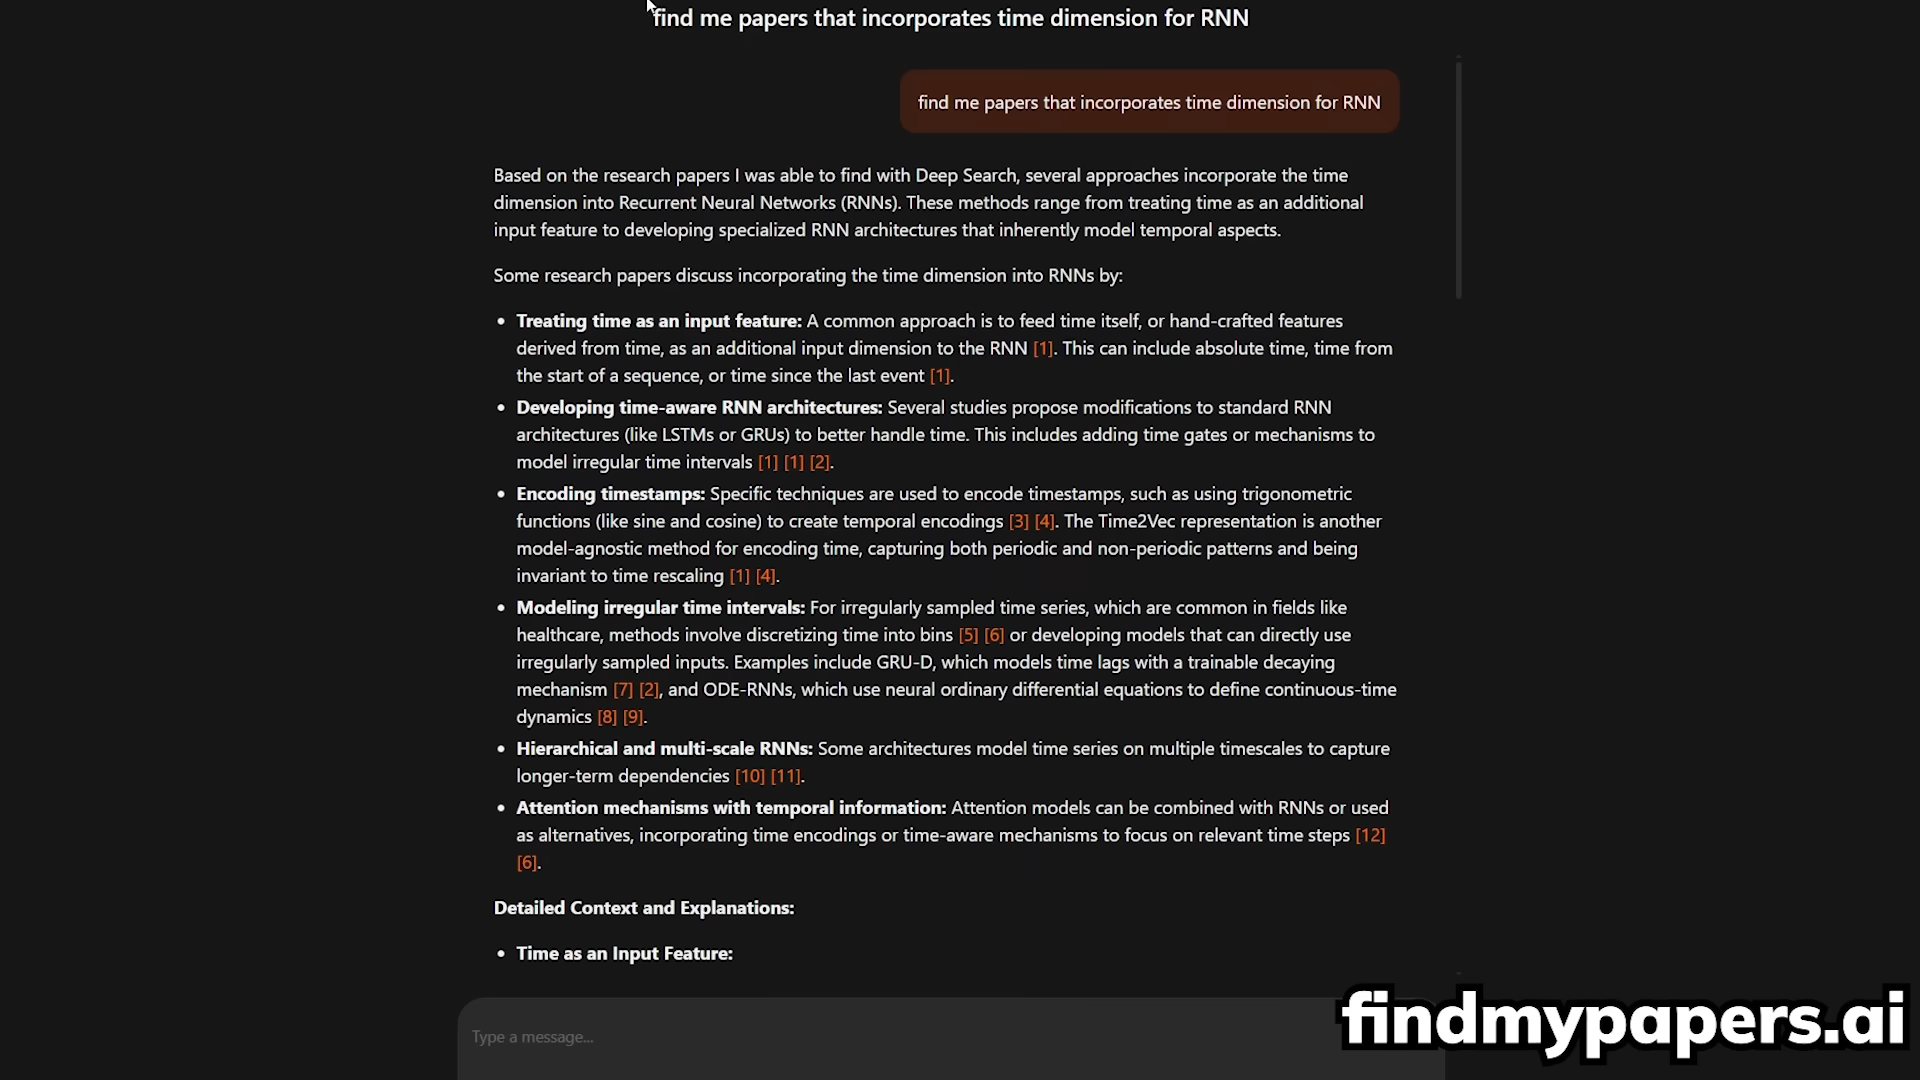 find me papers that incorporates time dimension for RNN
find me papers that incorporates time dimension for RNN
Based on the research papers I was able to find with Deep Search, several approaches incorporate the time
dimension into Recurrent Neural Networks (RNNs). These methods range from treating time as an additional
input feature to developing specialized RNN architectures that inherently model temporal aspects.
Some research papers discuss incorporating the time dimension into RNNs by:
• Treating time as an input feature: A common approach is to feed time itself, or hand-crafted features
derived from time, as an additional input dimension to the RNN [1]. This can include absolute time, time from
the start of a sequence, or time since the last event [1].
• Developing time-aware RNN architectures: Several studies propose modifications to standard RNN
architectures (like LSTMs or GRUs) to better handle time. This includes adding time gates or mechanisms to
model irregular time intervals [1] [1] [2].
• Encoding timestamps: Specific techniques are used to encode timestamps, such as using trigonometric
functions (like sine and cosine) to create temporal encodings [3] [4]. The Time2Vec representation is another
model-agnostic method for encoding time, capturing both periodic and non-periodic patterns and being
invariant to time rescaling [1] [4].
• Modeling irregular time intervals: For irregularly sampled time series, which are common in fields like
healthcare, methods involve discretizing time into bins [5] [6] or developing models that can directly use
irregularly sampled inputs. Examples include GRU-D, which models time lags with a trainable decaying
mechanism [7] [2], and ODE-RNNs, which use neural ordinary differential equations to define continuous-time
dynamics [8] [9].
• Hierarchical and multi-scale RNNs: Some architectures model time series on multiple timescales to capture
longer-term dependencies [10] [11].
• Attention mechanisms with temporal information: Attention models can be combined with RNNs or used
as alternatives, incorporating time encodings or time-aware mechanisms to focus on relevant time steps [12]
[6].
Detailed Context and Explanations:
• Time as an Input Feature:
Type a message...
findmypapers.ai